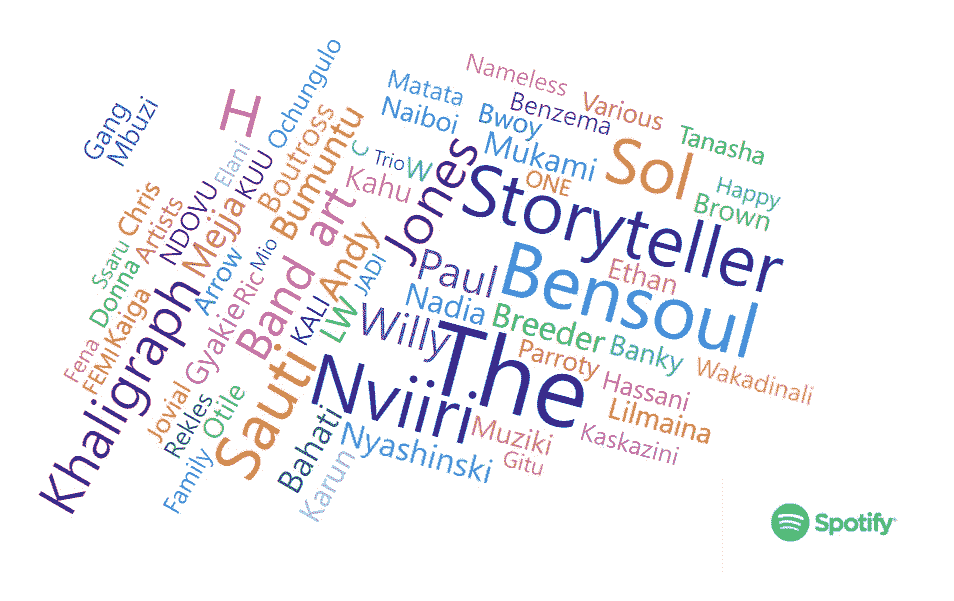 Gang
Mbuzi
H
Ochungulo
Matata
Naiboi
Nameless
Benzema
Various
Bwoy
Mukami
Sol
Tanasha
Happy
Brown
Boutross
Bumuntu
Elani
KUU
C
Trio
W
Kahu
ONE
Jones
Storyteller
Chris
Artists
NDOVU
Mejja
art
Andy
Mio
Arrow
Ssaru
Donna
Kaiga
Khaligraph
Ric
Gyakie
Band
JADI
KALI
LW
Paul
Bensoul
Ethan
Nadia
Breeder
Banky
Willy
The
Parroty
Wakadinali
Hassani
Lilmaina
Fena
FEMI
Jovial
Rekles
Otile
Sauti
Nviiri
Muziki
Kaskazini
Gitu
Nyashinski
Bahati
Karun
Family
Spotify